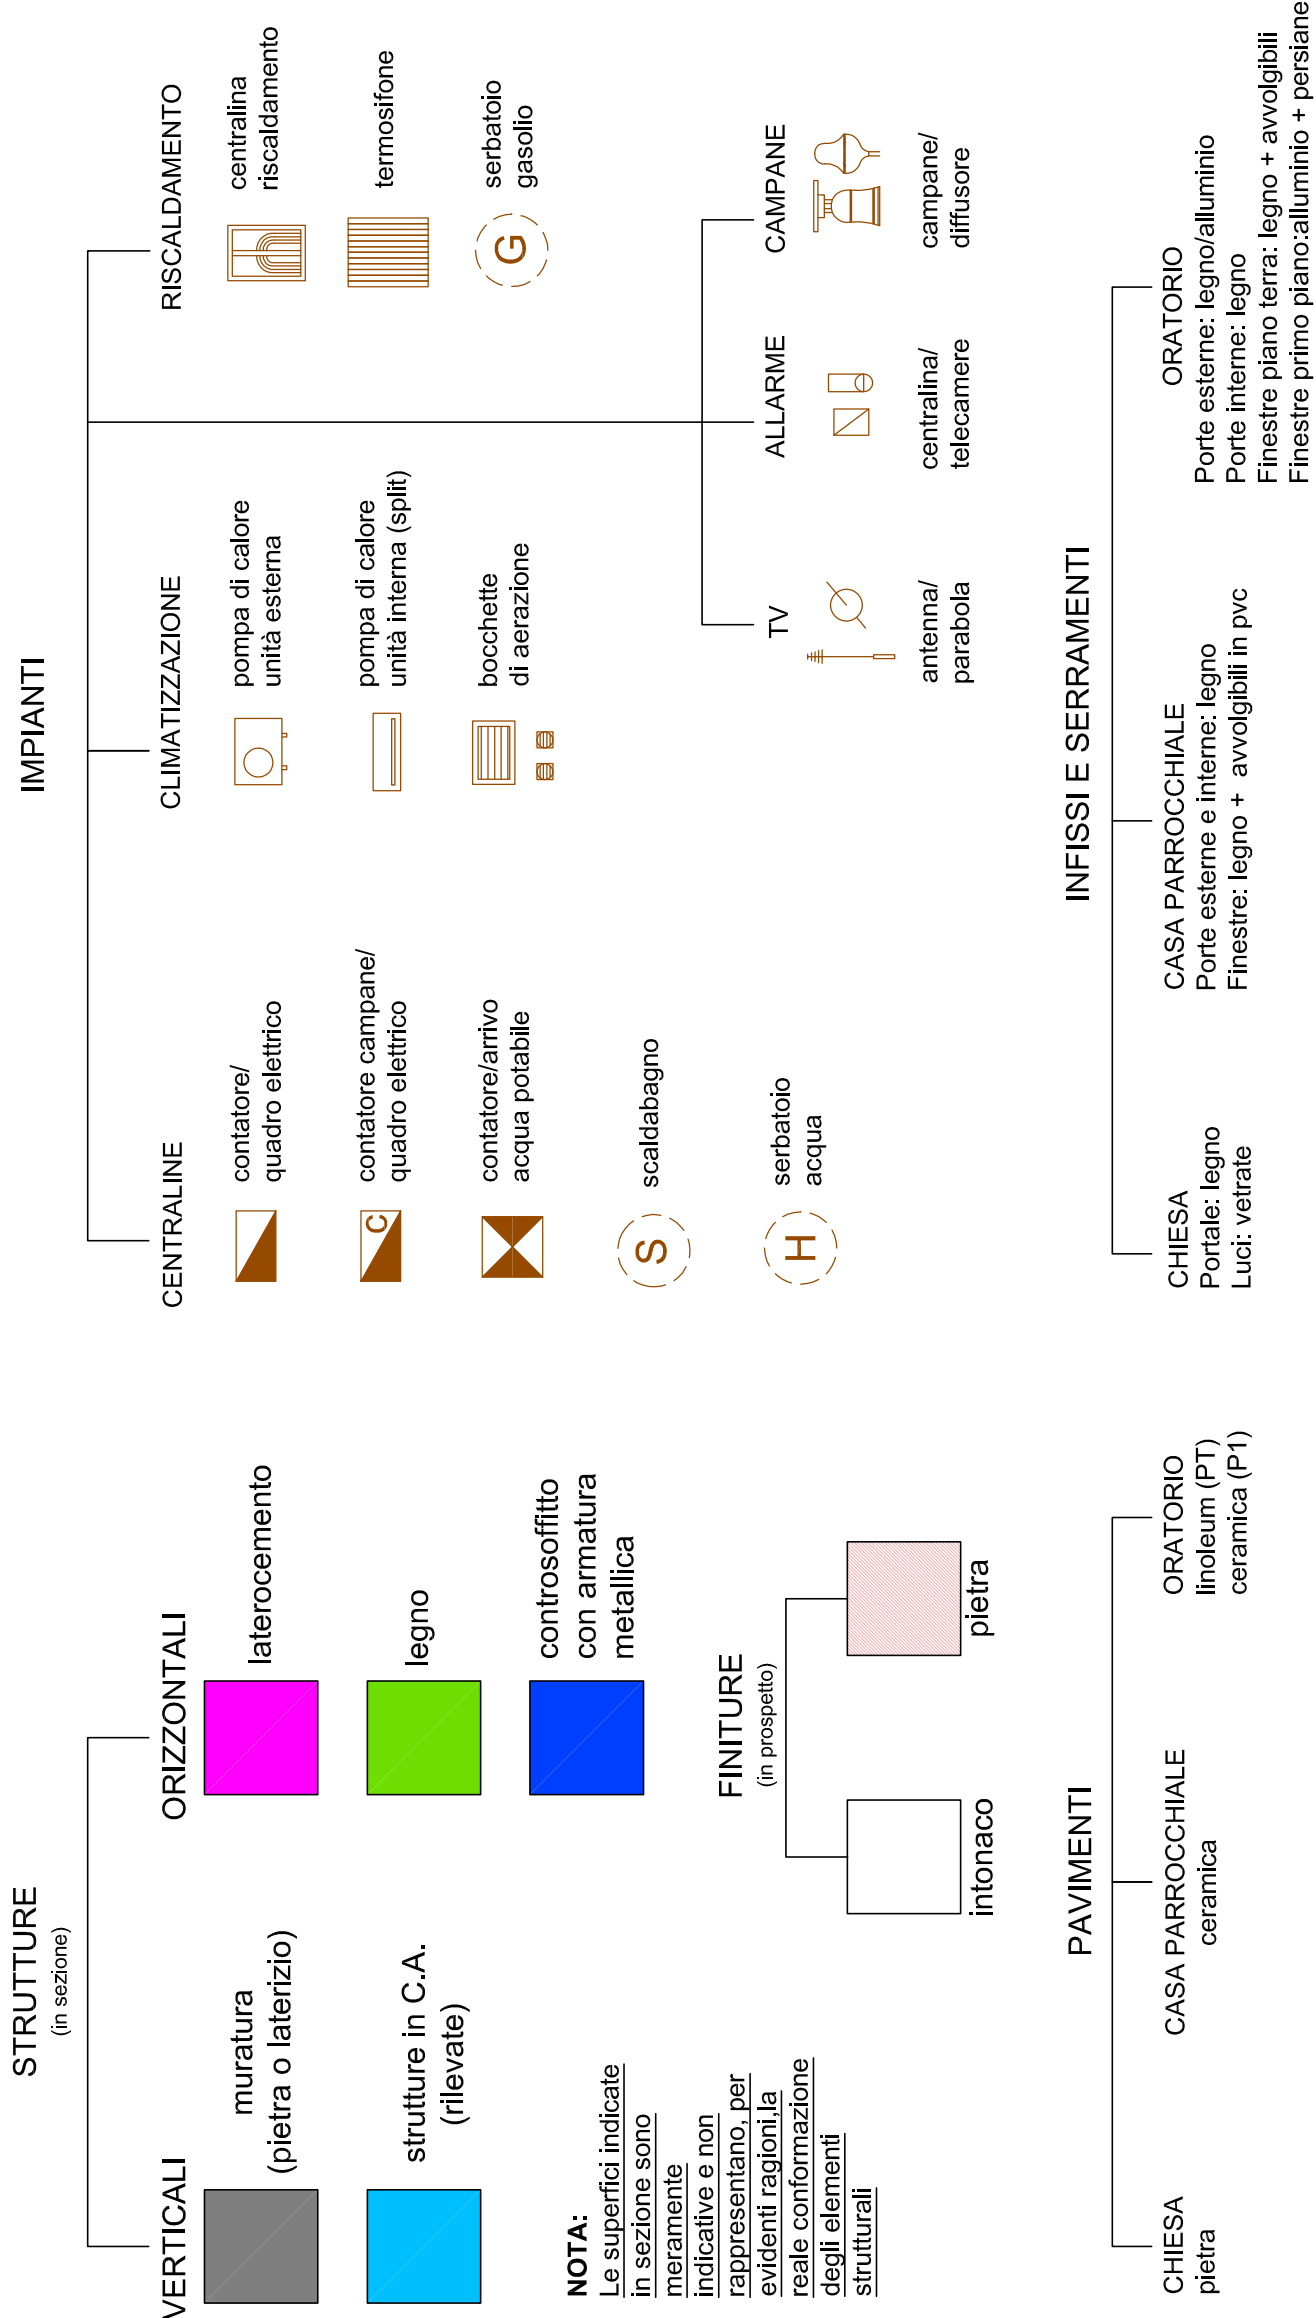 STRUTTURE
(in sezione)
VERTICALI
muratura
(pietra o laterizio)
strutture in C.A.
(rilevate)
ORIZZONTALI
laterocemento
legno
controsoffitto
con armatura
metallica
NOTA:
Le superfici indicate
in sezione sono
meramente
indicative e non
rappresentano, per
evidenti ragioni,la
reale conformazione
degli elementi
strutturali
FINITURE
(in prospetto)
intonaco
pietra
PAVIMENTI
CHIESA
pietra
CASA PARROCCHIALE
ceramica
ORATORIO
linoleum (PT)
ceramica (P1)
IMPIANTI
CENTRALINE
contatore/
quadro elettrico
C
contatore campane/
quadro elettrico
contatore/arrivo
acqua potabile
S
scaldabagno
H
serbatoio
acqua
CLIMATIZZAZIONE
pompa di calore
unità esterna
pompa di calore
unità interna (split)
bocchette
di aerazione
RISCALDAMENTO
centralina
riscaldamento
termosifone
G
serbatoio
gasolio
TV
antenna/
parabola
ALLARME
centralina/
telecamere
CAMPANE
campane/
diffusore
INFISSI E SERRAMENTI
CHIESA
Portale: legno
Luci: vetrate
CASA PARROCCHIALE
Porte esterne e interne: legno
Finestre: legno + avvolgibili in pvc
ORATORIO
Porte esterne: legno/alluminio
Porte interne: legno
Finestre piano terra: legno + avvolgibili
Finestre primo piano:alluminio + persiane